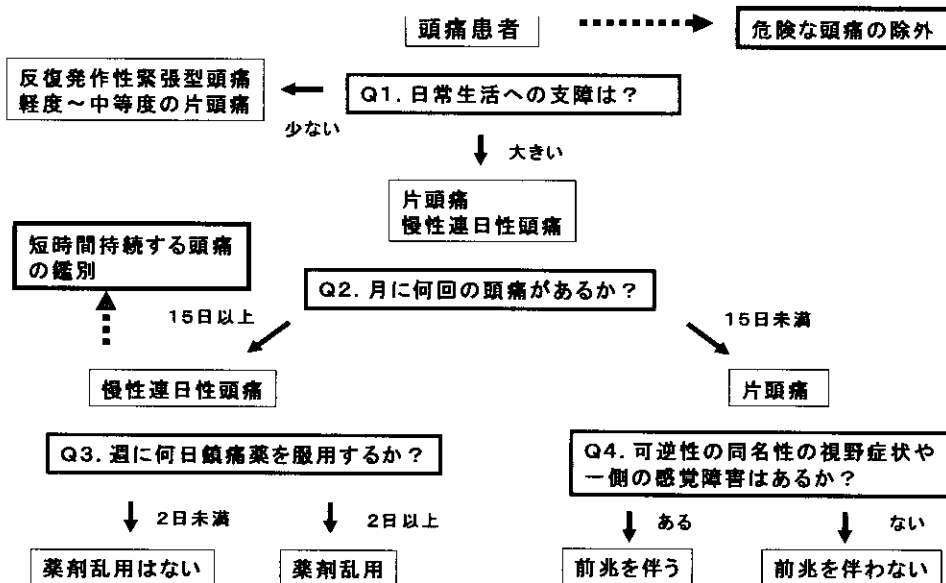 頭痛患者
危険な頭痛の除外
反復発作性緊張型頭痛
軽度～中等度の片頭痛
Q1. 日常生活への支障は？
少ない
大きい
片頭痛
慢性連日性頭痛
短時間持続する頭痛
の鑑別
Q2. 月に何回の頭痛があるか？
15日以上
15日未満
慢性連日性頭痛
片頭痛
Q3. 週に何日鎮痛薬を服用するか？
Q4. 可逆性の同名性の視野症状や
一側の感覚障害はあるか？
2日未満
2日以上
ある
ない
薬剤乱用はない
薬剤乱用
前兆を伴う
前兆を伴わない